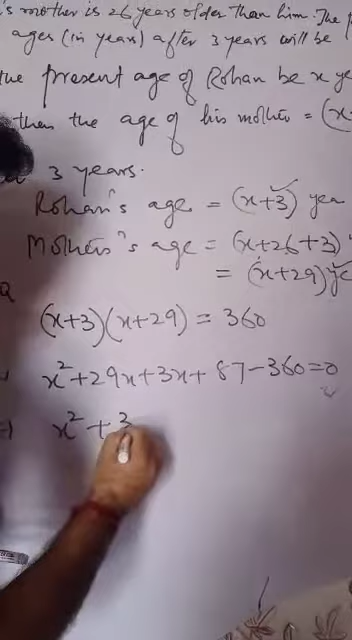 's mother is 26 years older than him. The
ages (in years) after 3 years will be
the present age of Rohan be x
then the age of his mother = (x
3 years.
Rohan's age = (x+3)
Mother's age = (x+26+3)
= (x+29)
(x+3)(x+29) = 360
x²+29x+3x+ 87-360=0
x² + 3